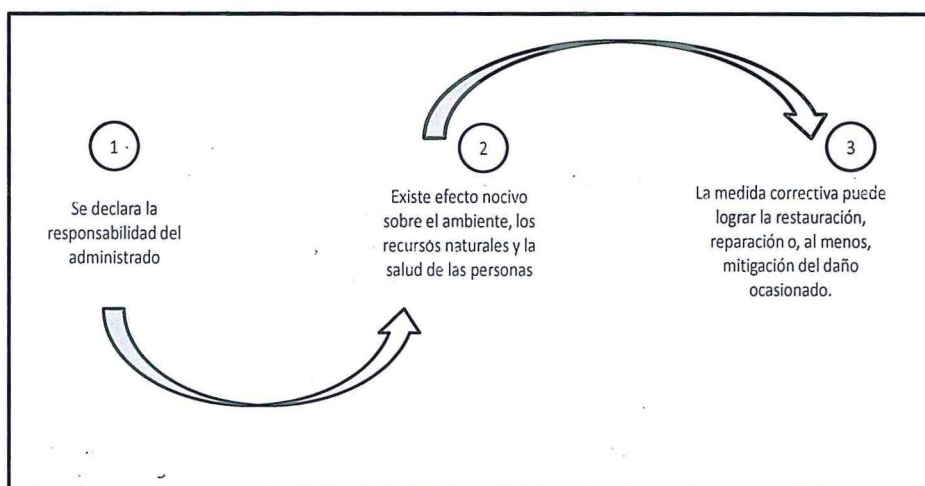 1
Se declara la
responsabilidad del
administrado
2
Existe efecto nocivo
sobre el ambiente, los
recursos naturales y la
salud de las personas
3
La medida correctiva puede
lograr la restauración,
reparación o, al menos,
mitigación del daño
ocasionado.